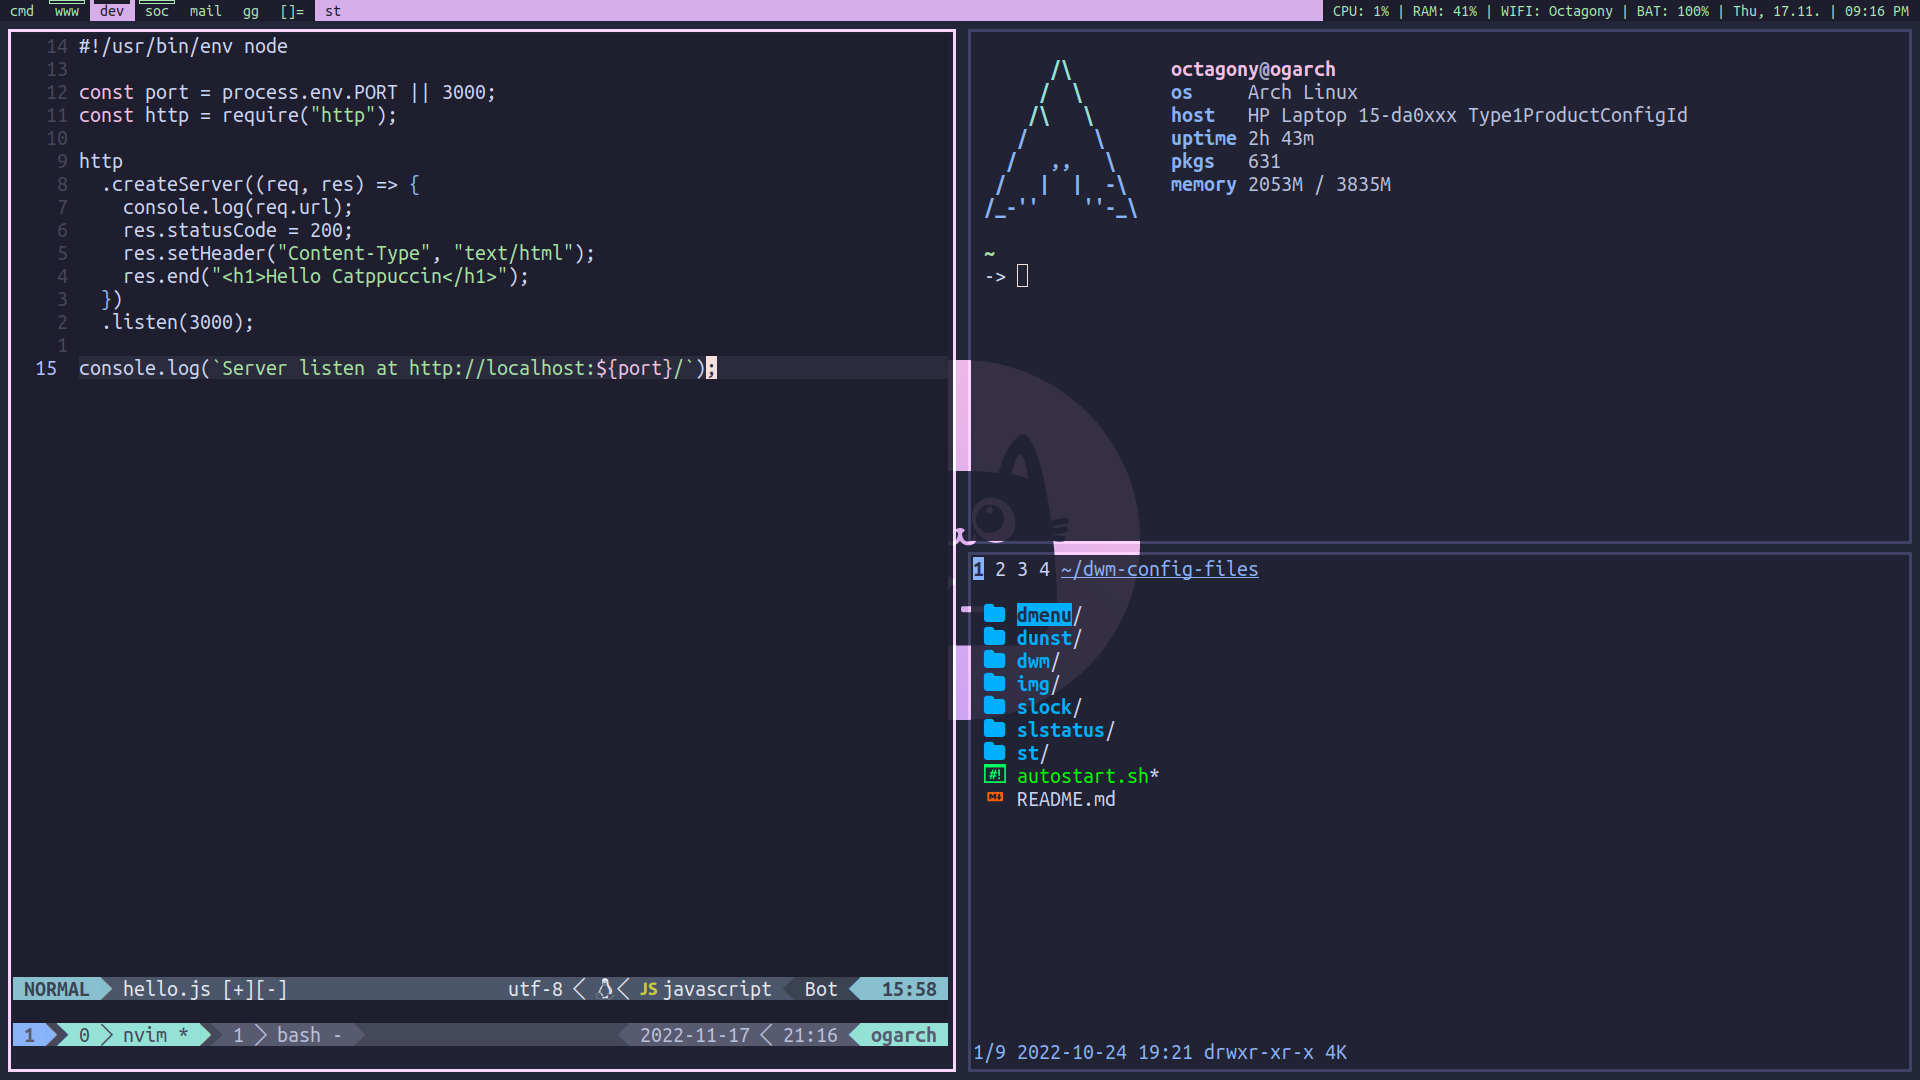 cmd www dev soc mail gg []= st CPU: 1% | RAM: 41% | WIFI: Octagony | BAT: 100% | Thu, 17.11. | 09:16 PM
14 #!/usr/bin/env node
13
12 const port = process.env.PORT || 3000;
11 const http = require("http");
10
9 http
8   .createServer((req, res) => {
7     console.log(req.url);
6     res.statusCode = 200;
5     res.setHeader("Content-Type", "text/html");
4     res.end("<h1>Hello Catppuccin</h1>");
3   })
2   .listen(3000);
1
15 console.log(`Server listen at http://localhost:${port}/`);
NORMAL hello.js [+][-] utf-8 JS javascript Bot 15:58
1 0 nvim * 1 bash - 2022-11-17 21:16 ogarch
octagony@ogarch
os Arch Linux
host HP Laptop 15-da0xxx Type1ProductConfigId
uptime 2h 43m
pkgs 631
memory 2053M / 3835M
~
->
1 2 3 4 ~/dwm-config-files
dmenu/
dunst/
dwm/
img/
slock/
slstatus/
st/
#! autostart.sh*
README.md
1/9 2022-10-24 19:21 drwxr-xr-x 4K